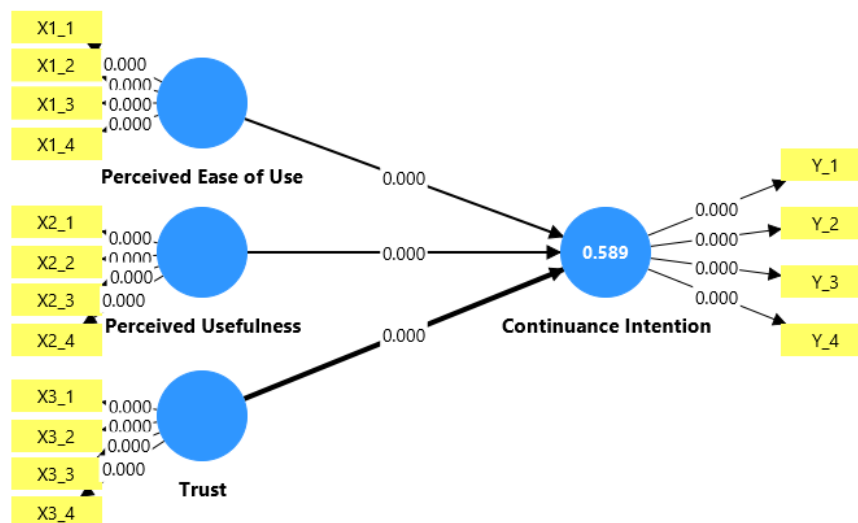 X1_1
X1_2
0.000
0.000
X1_3
0.000
0.000
X1_4
Perceived Ease of Use
0.000
X2_1
0.000
X2_2
0.000
0.000
X2_3
0.000
Perceived Usefulness
X2_4
0.000
X3_1
0.000
X3_2
0.000
0.000
X3_3
0.000
Trust
X3_4
0.000
0.589
Continuance Intention
Y_1
0.000
Y_2
0.000
0.000
Y_3
0.000
Y_4